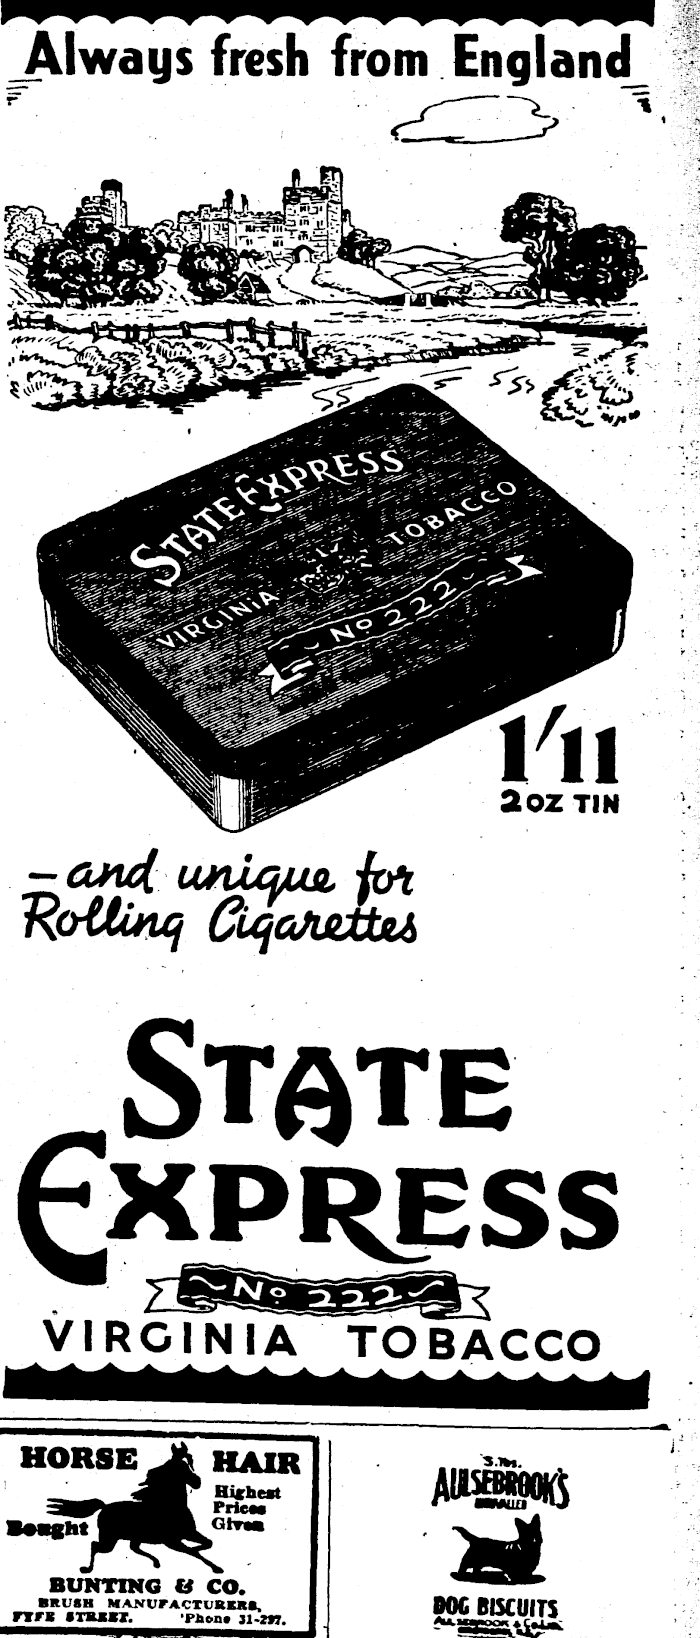 Always fresh from England
STATE EXPRESS
VIRGINIA TOBACCO
No 222
1'11
2 OZ TIN
—and unique for
Rolling Cigarettes
STATE
EXPRESS
No 222
VIRGINIA TOBACCO
HORSE HAIR
Highest
Prices
Given
Bought
BUNTING & CO.
BRUSH MANUFACTURERS,
FYFE STREET. 'Phone 31-297.
AULSEBROOK'S
DOG BISCUITS